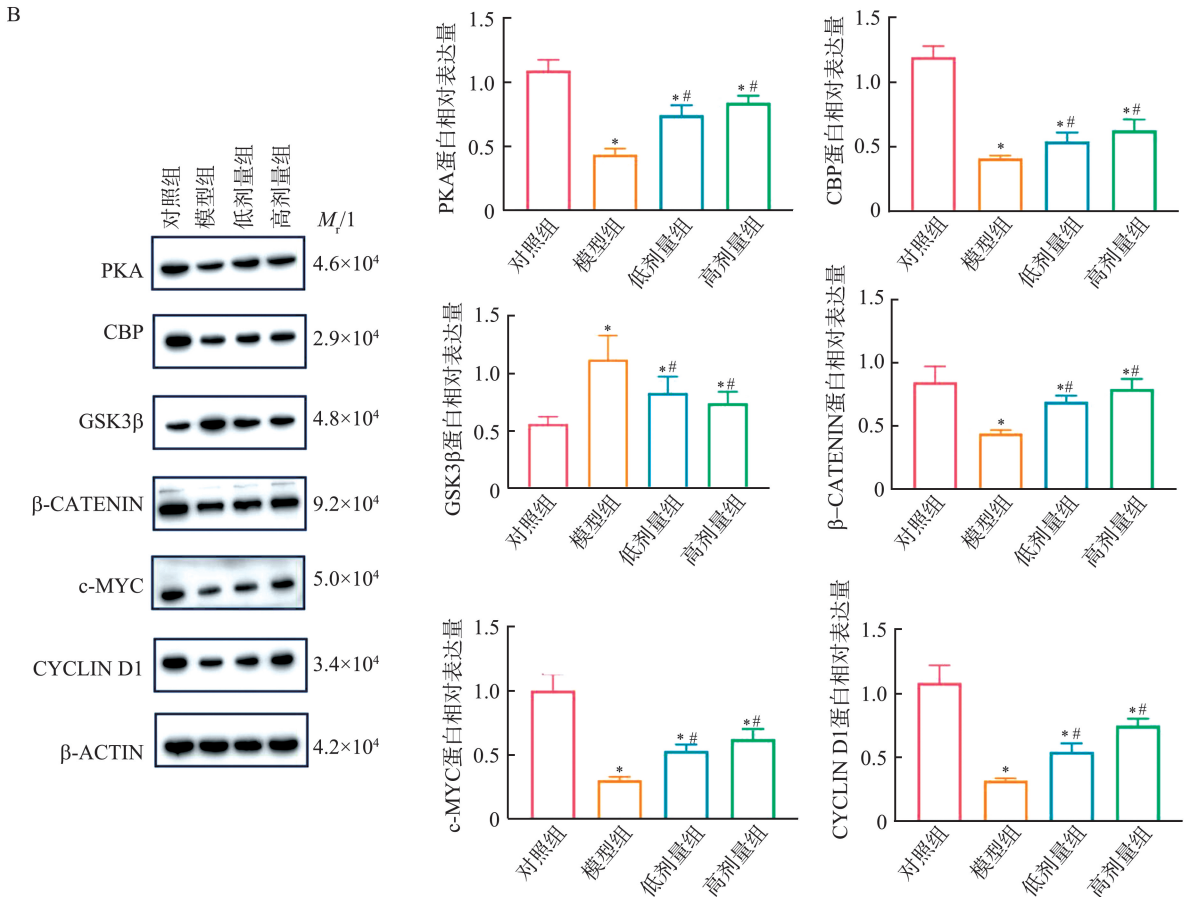 B
对照组
模型组
低剂量组
高剂量组
Mr/1
PKA
4.6×10⁴
CBP
2.9×10⁴
GSK3β
4.8×10⁴
β-CATENIN
9.2×10⁴
c-MYC
5.0×10⁴
CYCLIN D1
3.4×10⁴
β-ACTIN
4.2×10⁴
PKA蛋白相对表达量
1.5
1.0
0.5
0
*
*#
*#
对照组
模型组
低剂量组
高剂量组
CBP蛋白相对表达量
1.5
1.0
0.5
0
*
*#
*#
对照组
模型组
低剂量组
高剂量组
GSK3β蛋白相对表达量
1.5
1.0
0.5
0
*
*#
*#
对照组
模型组
低剂量组
高剂量组
β-CATENIN蛋白相对表达量
1.5
1.0
0.5
0
*
*#
*#
对照组
模型组
低剂量组
高剂量组
c-MYC蛋白相对表达量
1.5
1.0
0.5
0
*
*#
*#
对照组
模型组
低剂量组
高剂量组
CYCLIN D1蛋白相对表达量
1.5
1.0
0.5
0
*
*#
*#
对照组
模型组
低剂量组
高剂量组